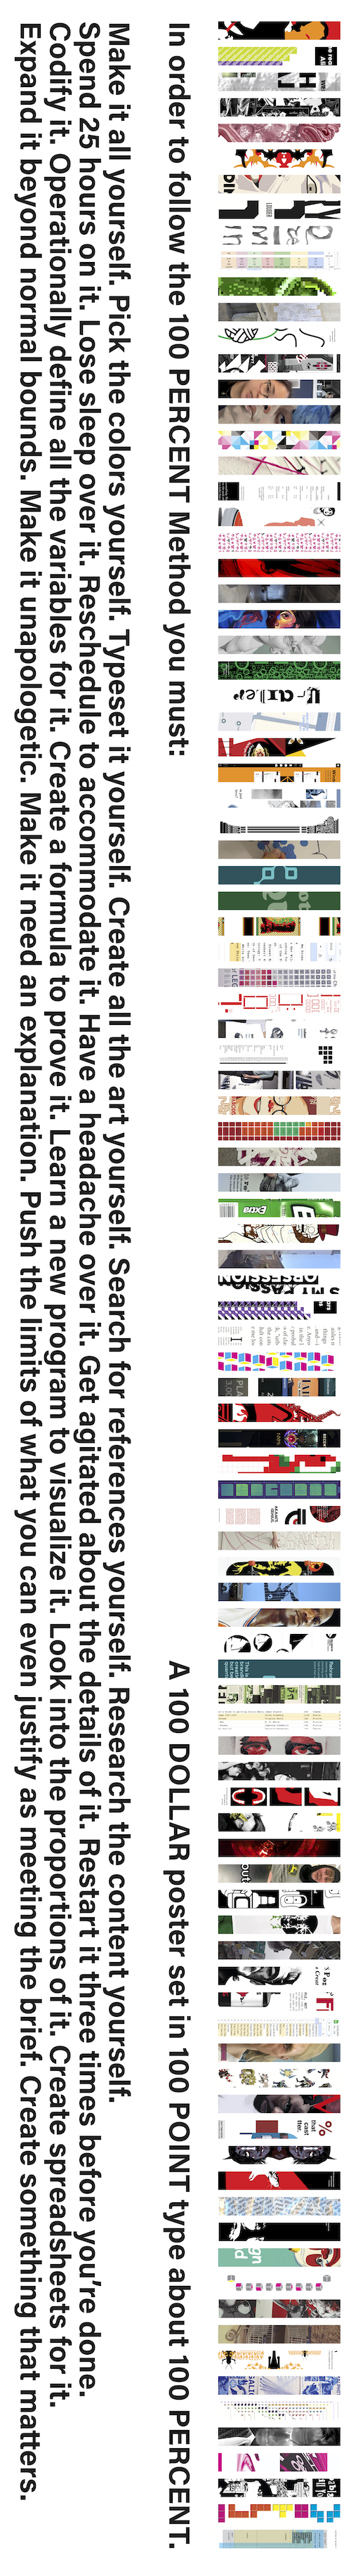 In order to follow the 100 PERCENT Method you must:
A 100 DOLLAR poster set in 100 POINT type about 100 PERCENT.
Make it all yourself. Pick the colors yourself. Typeset it yourself. Create all the art yourself. Search for references yourself. Research the content yourself.
Spend 25 hours on it. Lose sleep over it. Reschedule to accommodate it. Have a headache over it. Get agitated about the details of it. Restart it three times before you’re done.
Codify it. Operationally define all the variables for it. Create a formula to prove it. Learn a new program to visualize it. Look into the proportions of it. Create spreadsheets for it.
Expand it beyond normal bounds. Make it unapologetic. Make it need an explanation. Push the limits of what you can even justify as meeting the brief. Create something that matters.